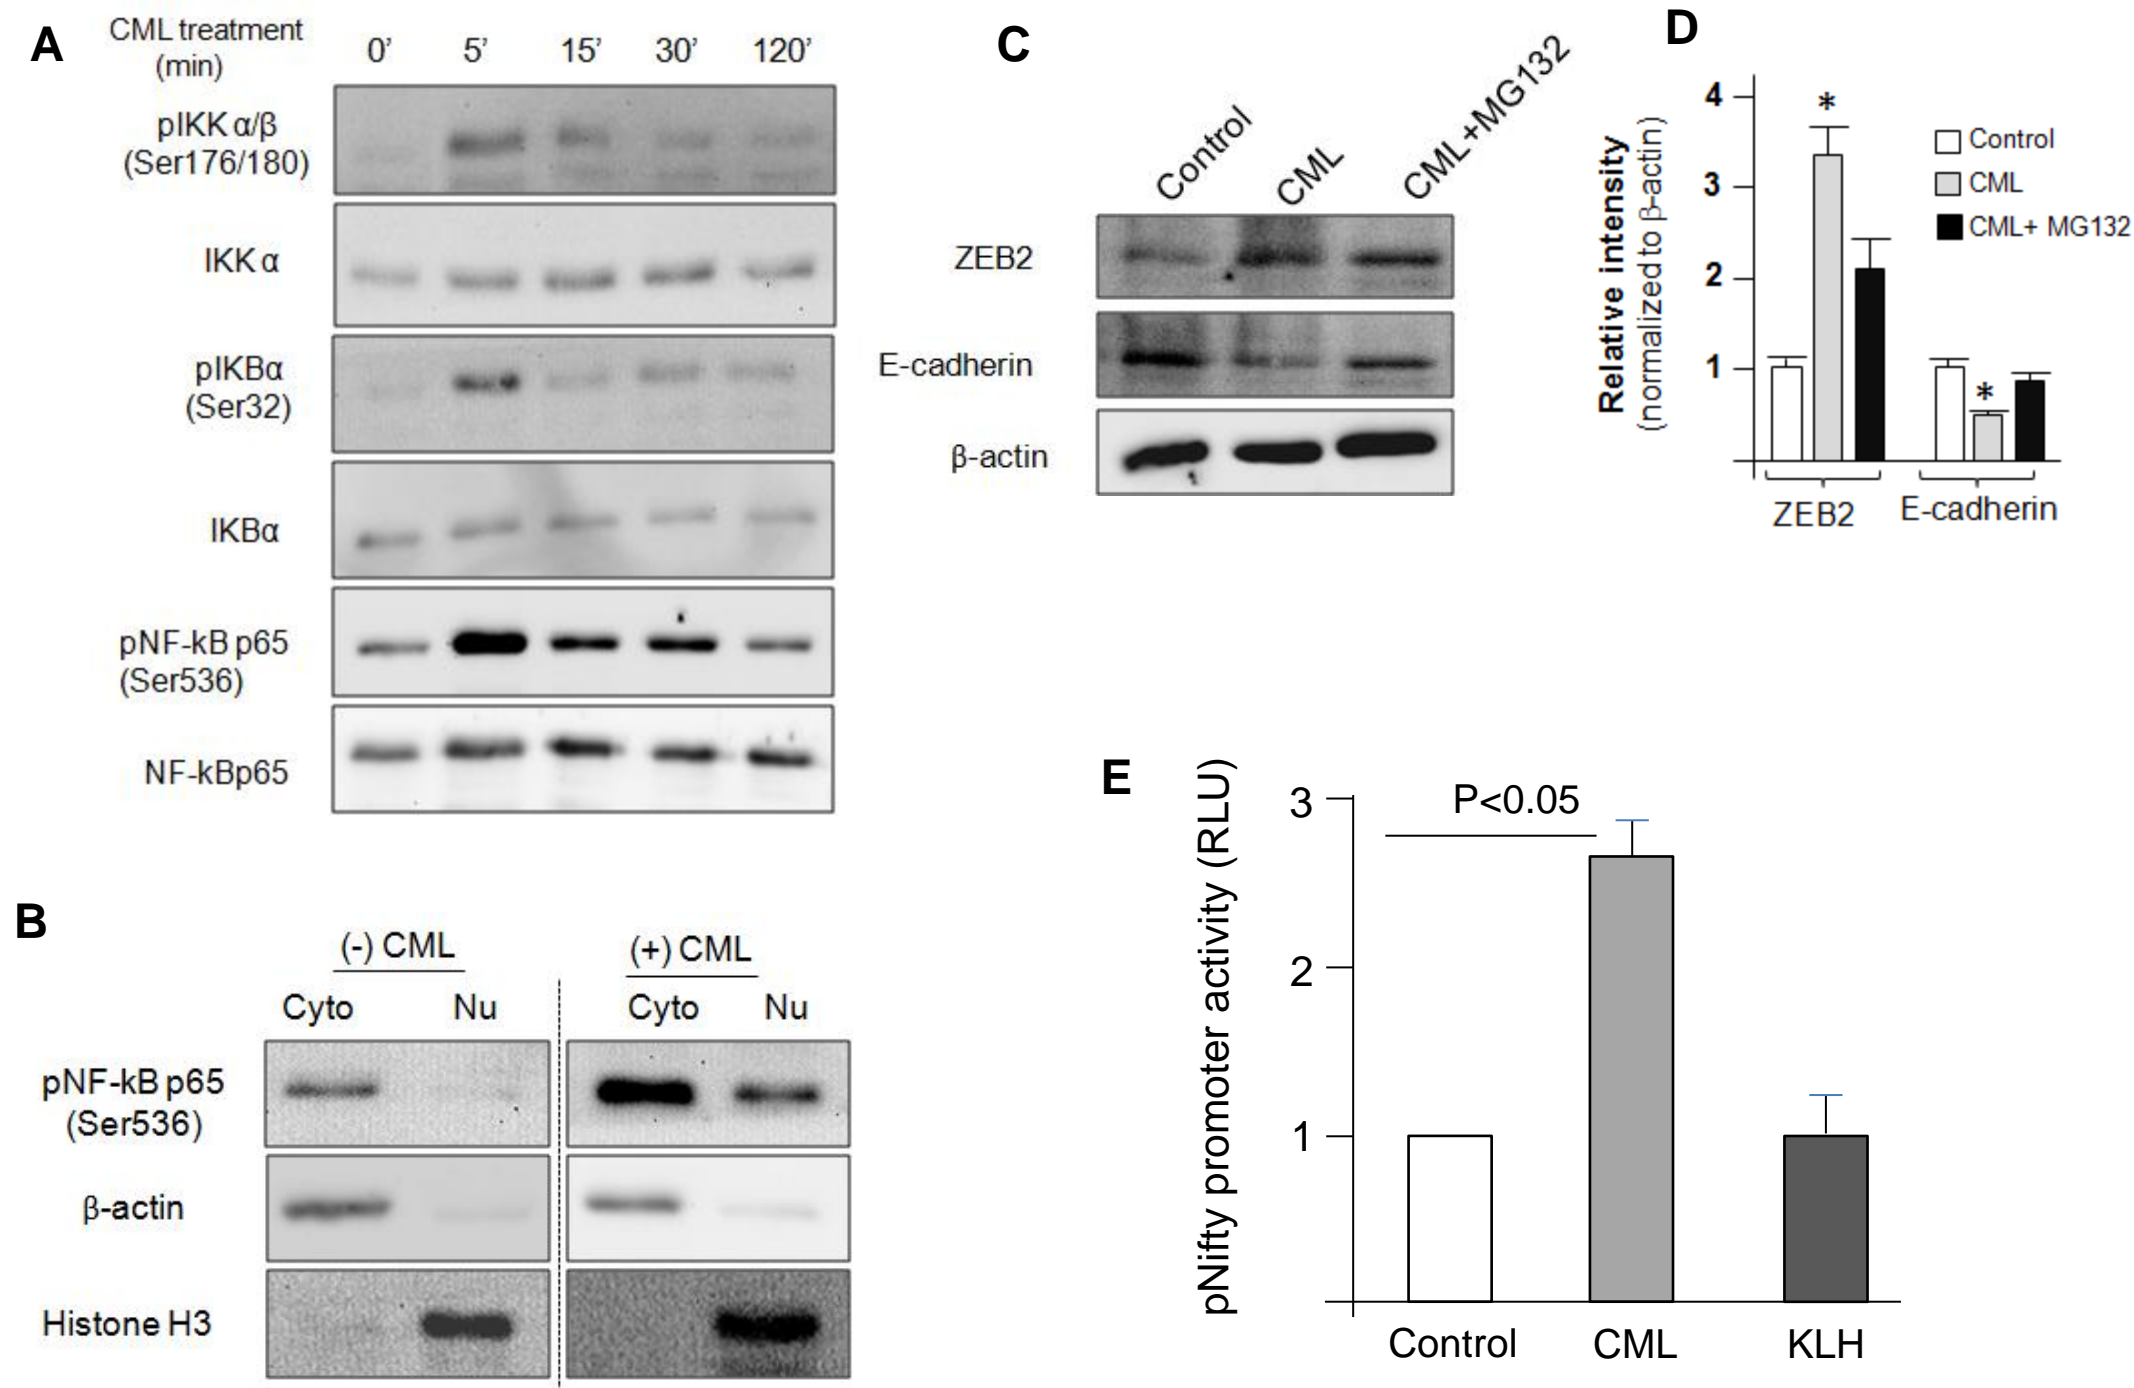 A
CML treatment
(min)
0’
5’
15’
30’
120’
pIKK α/β
(Ser176/180)
IKK α
pIKBα
(Ser32)
IKBα
pNF-kB p65
(Ser536)
NF-kBp65
B
(-) CML
(+) CML
Cyto
Nu
Cyto
Nu
pNF-kB p65
(Ser536)
β-actin
Histone H3
C
Control
CML
CML+MG132
ZEB2
E-cadherin
β-actin
D
Relative intensity
(normalized to β-actin)
4
3
2
1
*
*
Control
CML
CML+ MG132
ZEB2
E-cadherin
E
pNifty promoter activity (RLU)
3
2
1
P<0.05
Control
CML
KLH